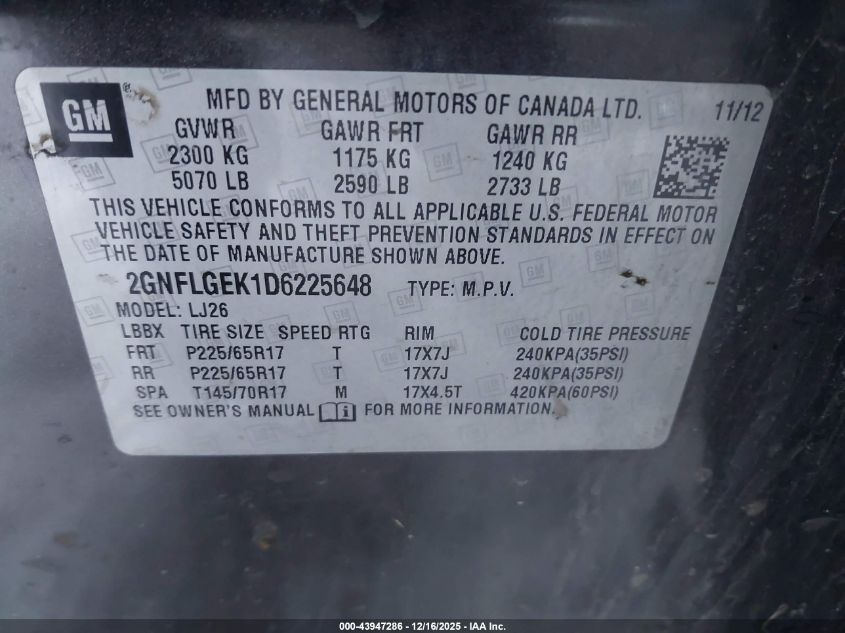 GM MFD BY GENERAL MOTORS OF CANADA LTD. 11/12
GVWR GAWR FRT GAWR RR
2300 KG 1175 KG 1240 KG
5070 LB 2590 LB 2733 LB
THIS VEHICLE CONFORMS TO ALL APPLICABLE U.S. FEDERAL MOTOR
VEHICLE SAFETY AND THEFT PREVENTION STANDARDS IN EFFECT ON
THE DATE OF MANUFACTURE SHOWN ABOVE.
2GNFLGEK1D6225648 TYPE: M.P.V.
MODEL: LJ26
LBBX TIRE SIZE SPEED RTG RIM COLD TIRE PRESSURE
FRT P225/65R17 T 17X7J 240KPA(35PSI)
RR P225/65R17 T 17X7J 240KPA(35PSI)
SPA T145/70R17 M 17X4.5T 420KPA(60PSI)
SEE OWNER'S MANUAL i FOR MORE INFORMATION.
000-43947286 - 12/16/2025 - IAA Inc.